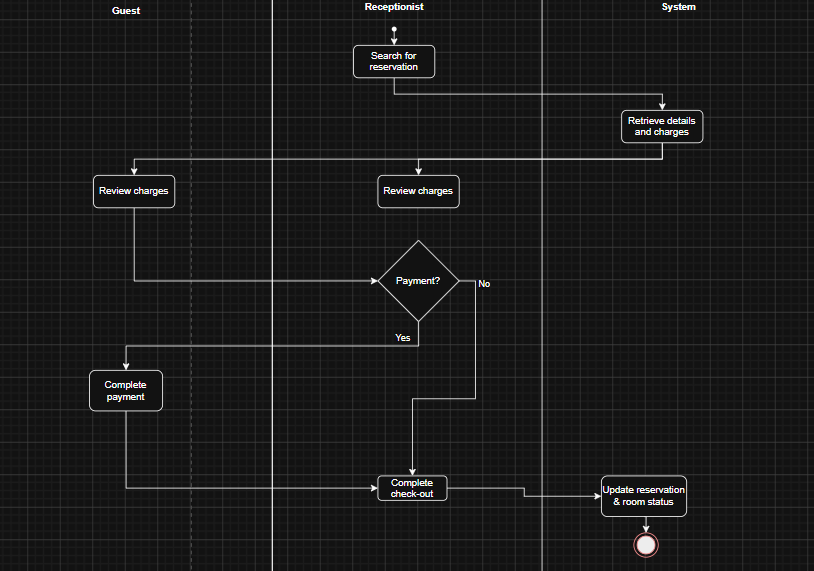 Guest
Receptionist
System
Search for
reservation
Retrieve details
and charges
Review charges
Review charges
Payment?
No
Yes
Complete
payment
Complete
check-out
Update reservation
& room status